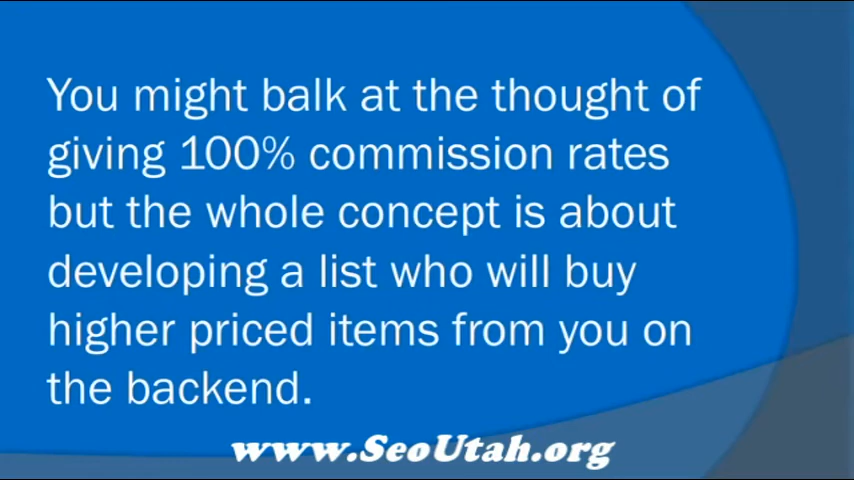 You might balk at the thought of
giving 100% commission rates
but the whole concept is about
developing a list who will buy
higher priced items from you on
the backend.
www.SeoUtah.org